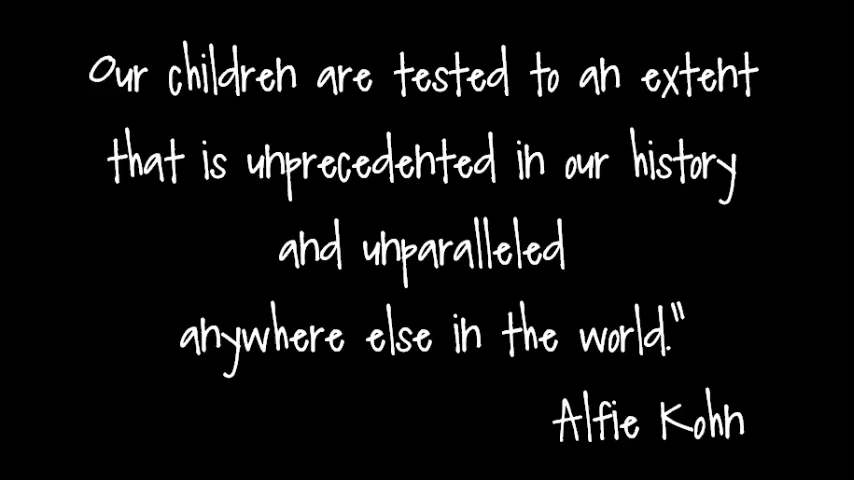 Our children are tested to an extent
that is unprecedented in our history
and unparalleled
anywhere else in the world."
Alfie Kohn